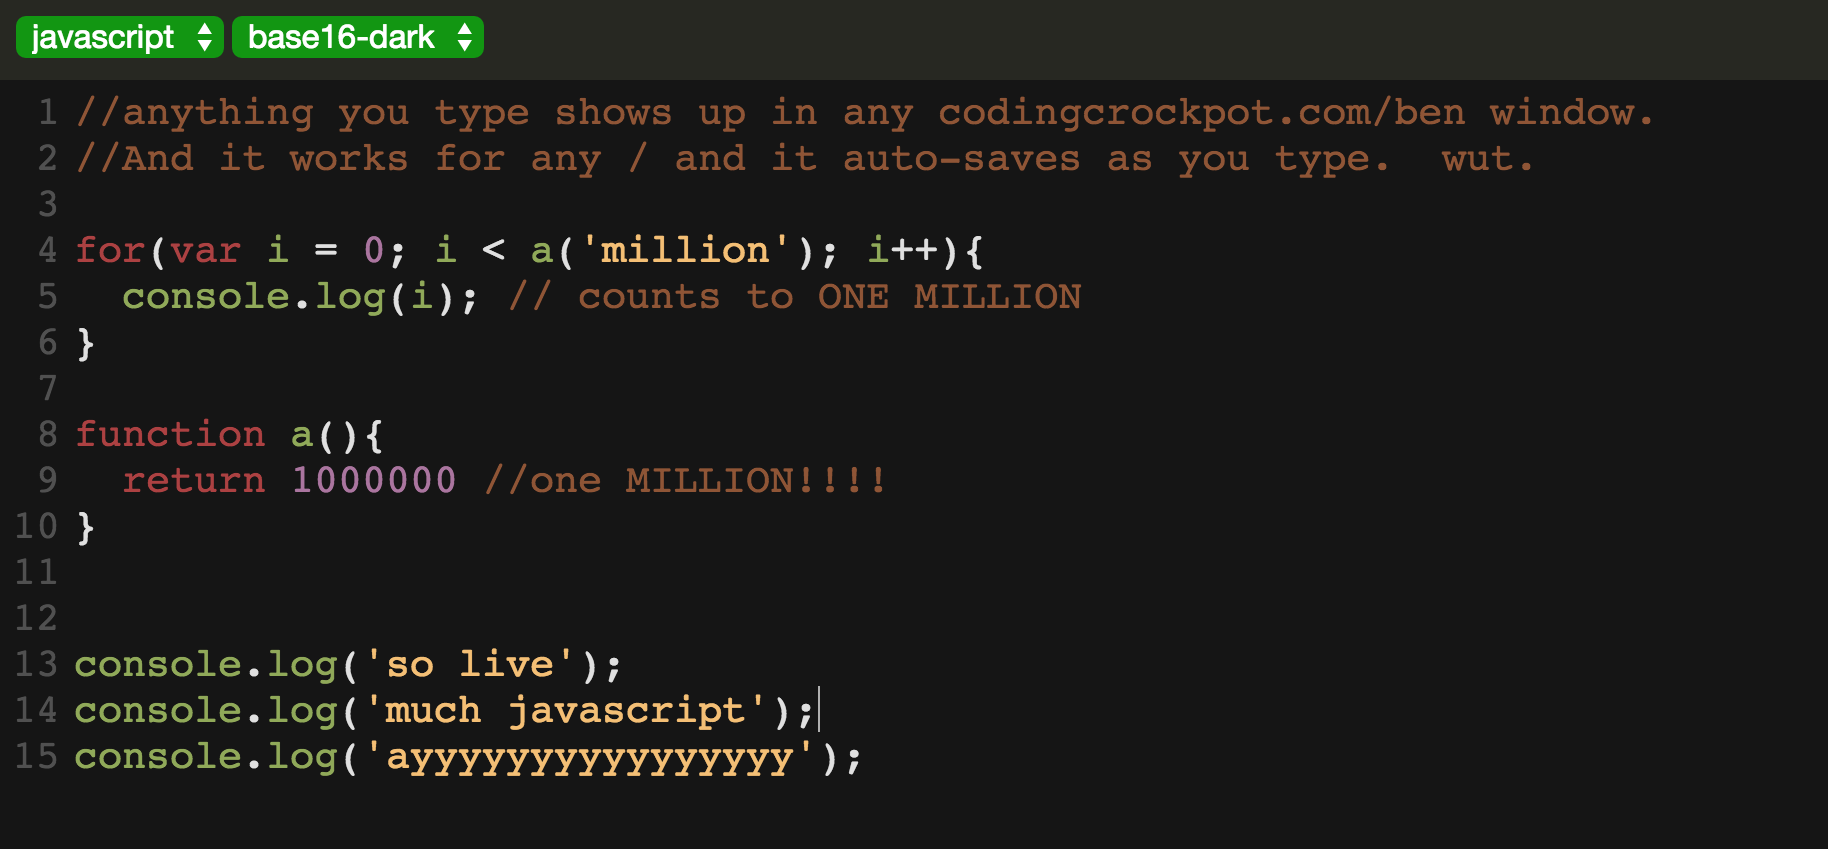 javascript base16-dark
1 //anything you type shows up in any codingcrockpot.com/ben window.
2 //And it works for any / and it auto-saves as you type.  wut.
3
4 for(var i = 0; i < a('million'); i++){
5   console.log(i); // counts to ONE MILLION
6 }
7
8 function a(){
9   return 1000000 //one MILLION!!!!
10 }
11
12
13 console.log('so live');
14 console.log('much javascript');
15 console.log('ayyyyyyyyyyyyyyyy');